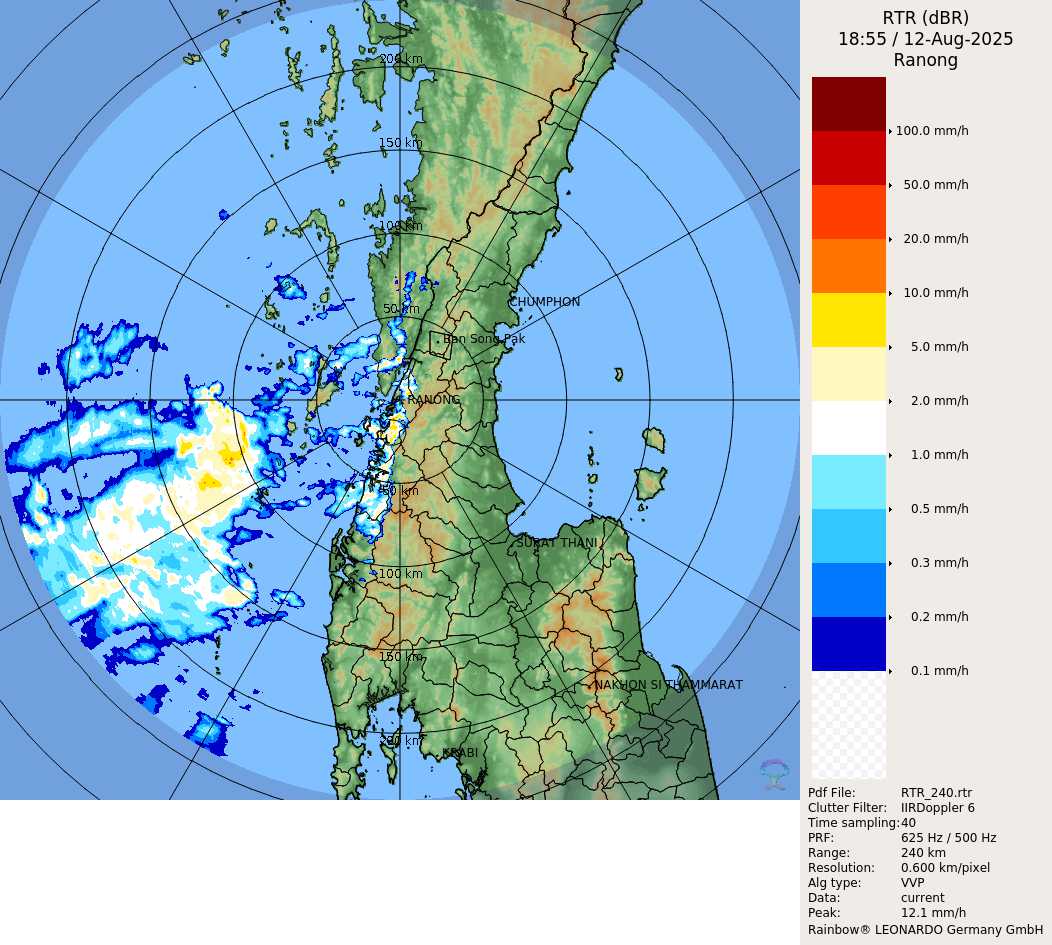 RTR (dBR)
18:55 / 12-Aug-2025
Ranong
100.0 mm/h
50.0 mm/h
20.0 mm/h
10.0 mm/h
5.0 mm/h
2.0 mm/h
1.0 mm/h
0.5 mm/h
0.3 mm/h
0.2 mm/h
0.1 mm/h
Pdf File: RTR_240.rtr
Clutter Filter: IIRDoppler 6
Time sampling: 40
PRF: 625 Hz / 500 Hz
Range: 240 km
Resolution: 0.600 km/pixel
Alg type: VVP
Data: current
Peak: 12.1 mm/h
Rainbow® LEONARDO Germany GmbH
200 km
150 km
100 km
50 km
CHUMPHON
Ban Song Pak
RANONG
50 km
SURAT THANI
100 km
150 km
NAKHON SI THAMMARAT
200 km
KRABI